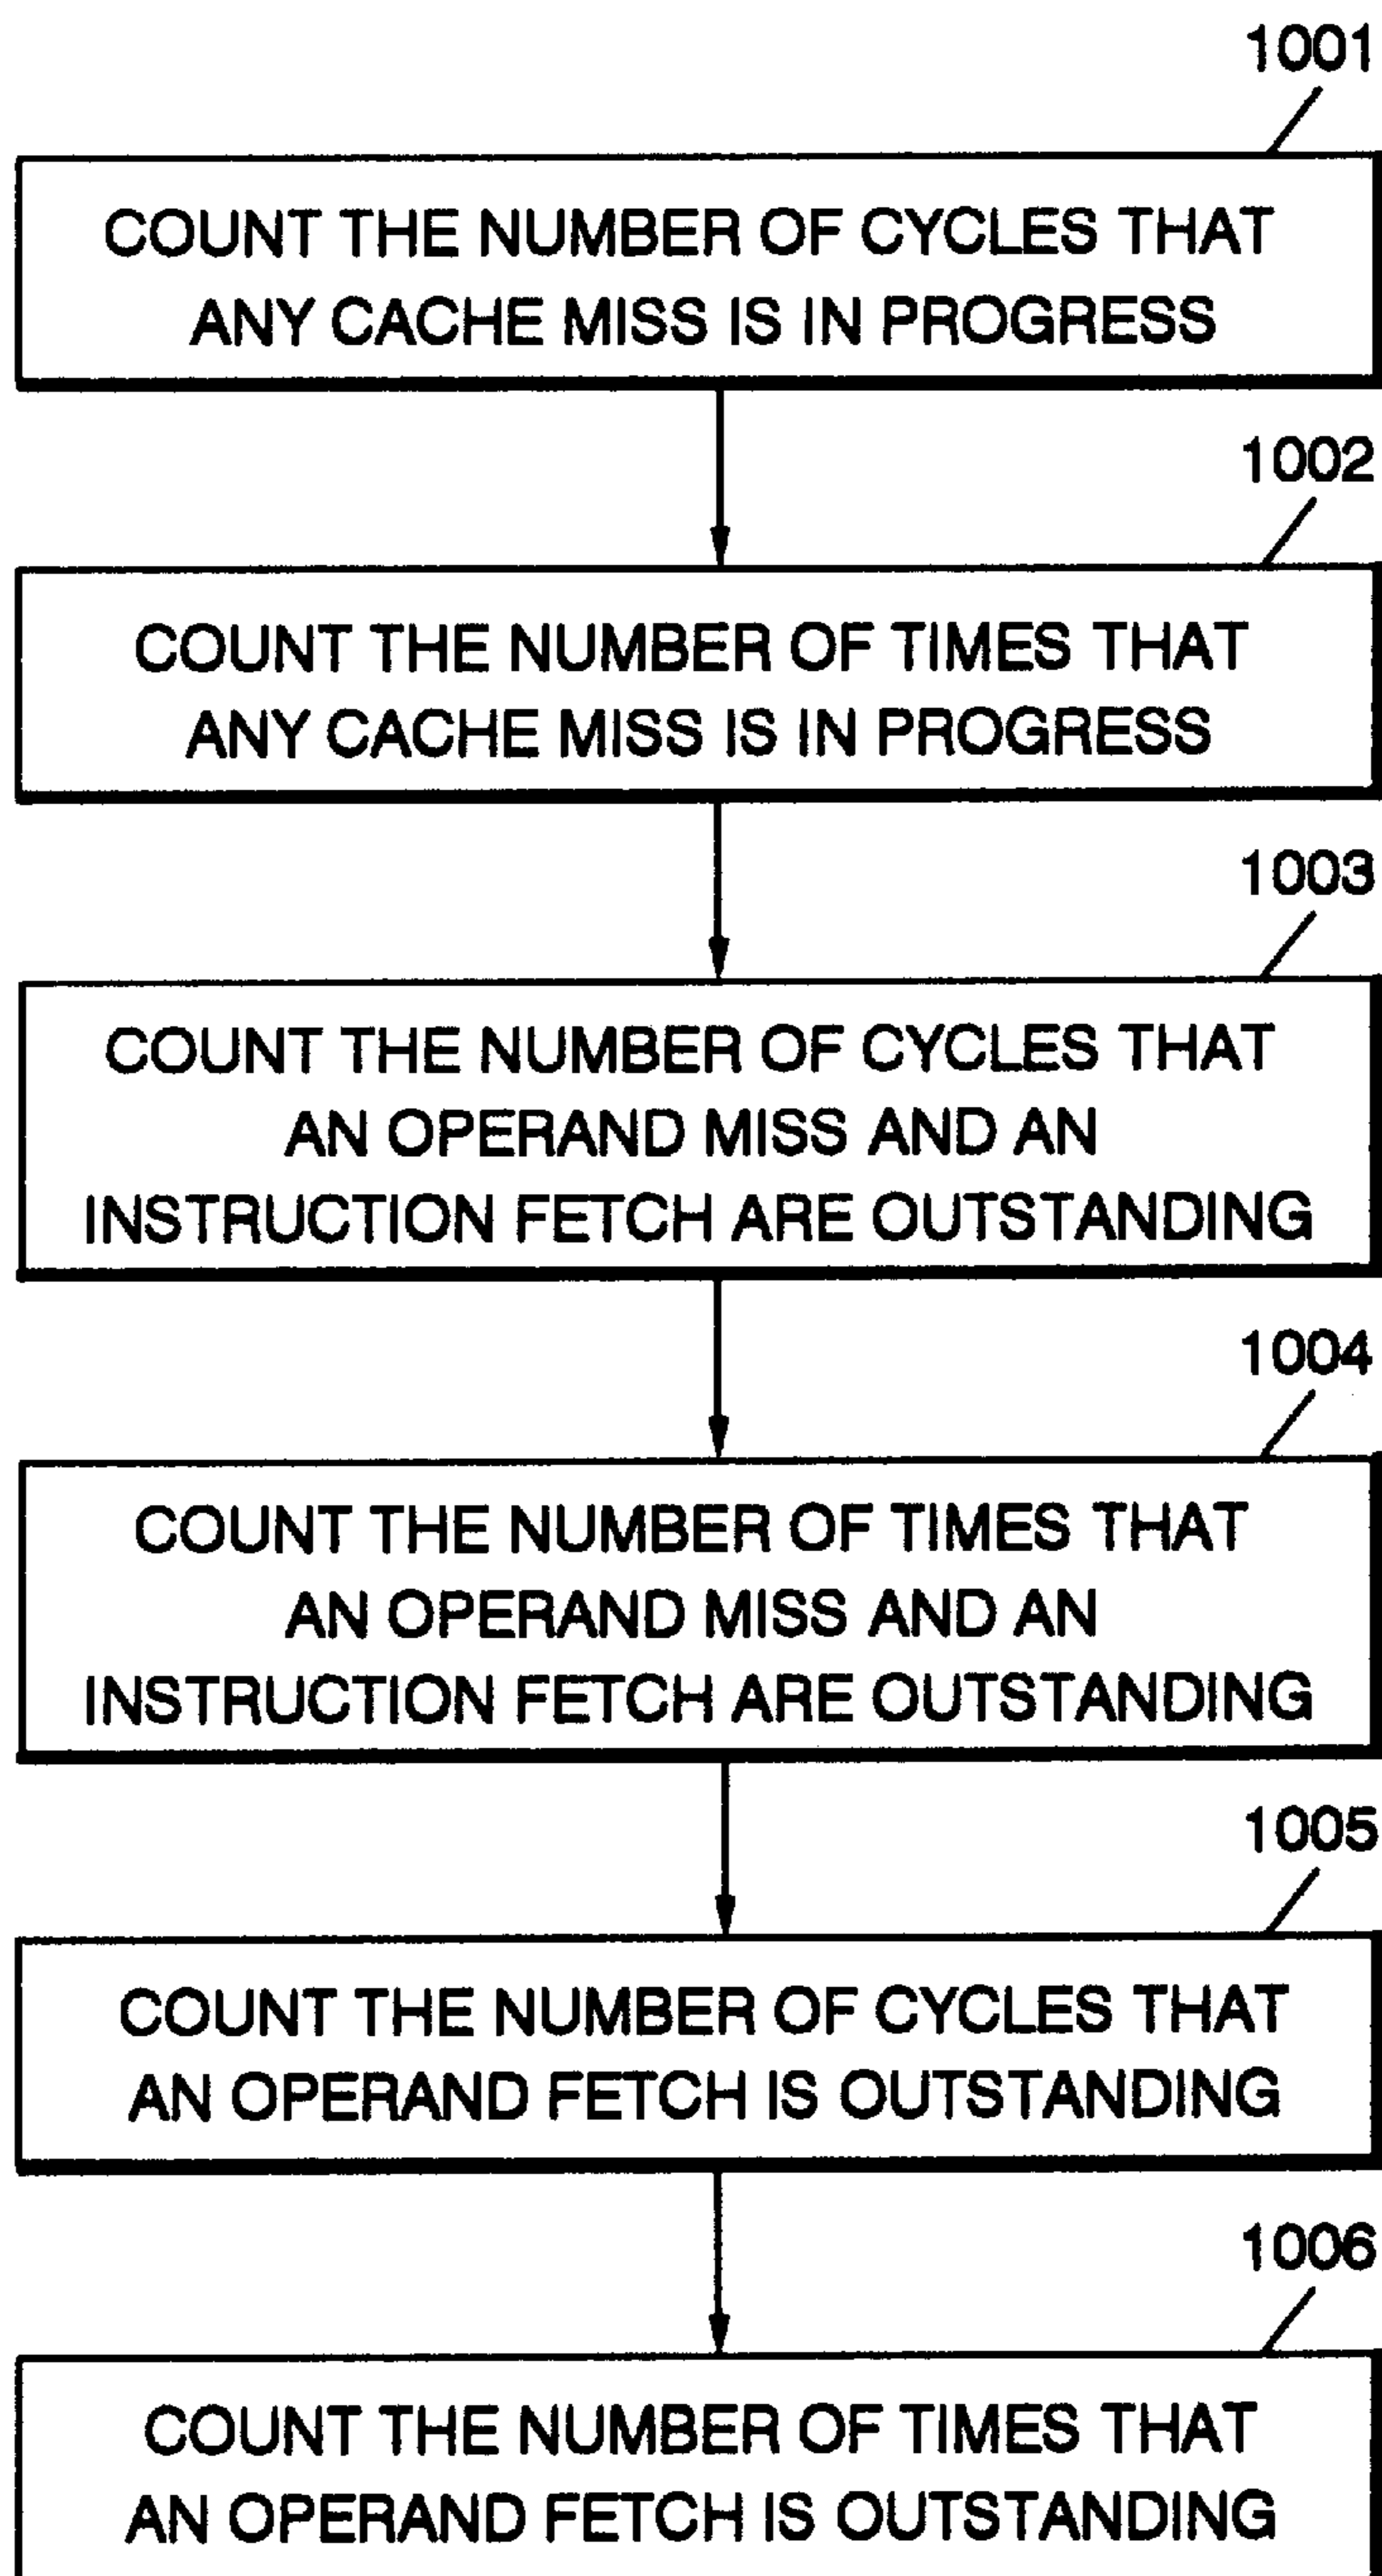 1001
COUNT THE NUMBER OF CYCLES THAT
ANY CACHE MISS IS IN PROGRESS
1002
COUNT THE NUMBER OF TIMES THAT
ANY CACHE MISS IS IN PROGRESS
1003
COUNT THE NUMBER OF CYCLES THAT
AN OPERAND MISS AND AN
INSTRUCTION FETCH ARE OUTSTANDING
1004
COUNT THE NUMBER OF TIMES THAT
AN OPERAND MISS AND AN
INSTRUCTION FETCH ARE OUTSTANDING
1005
COUNT THE NUMBER OF CYCLES THAT
AN OPERAND FETCH IS OUTSTANDING
1006
COUNT THE NUMBER OF TIMES THAT
AN OPERAND FETCH IS OUTSTANDING